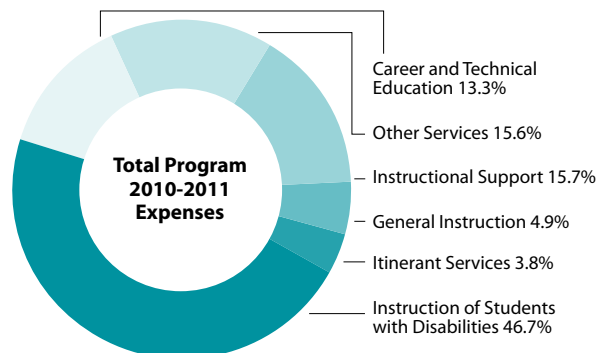 Total Program
2010-2011
Expenses
Career and Technical
Education 13.3%
Other Services 15.6%
Instructional Support 15.7%
General Instruction 4.9%
Itinerant Services 3.8%
Instruction of Students
with Disabilities 46.7%